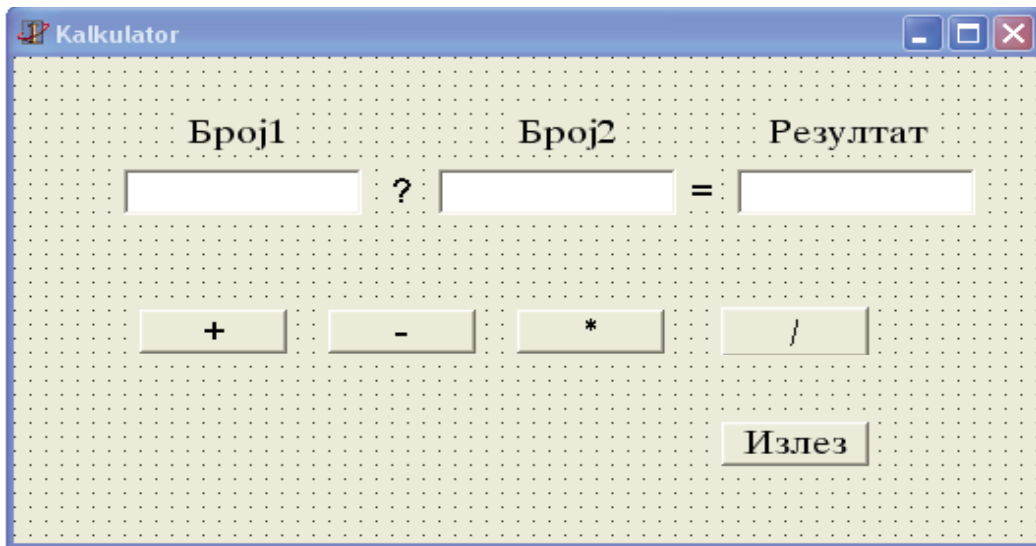 Kalkulator
Број1 Број2 Резултат
? =
+ - * /
Излез